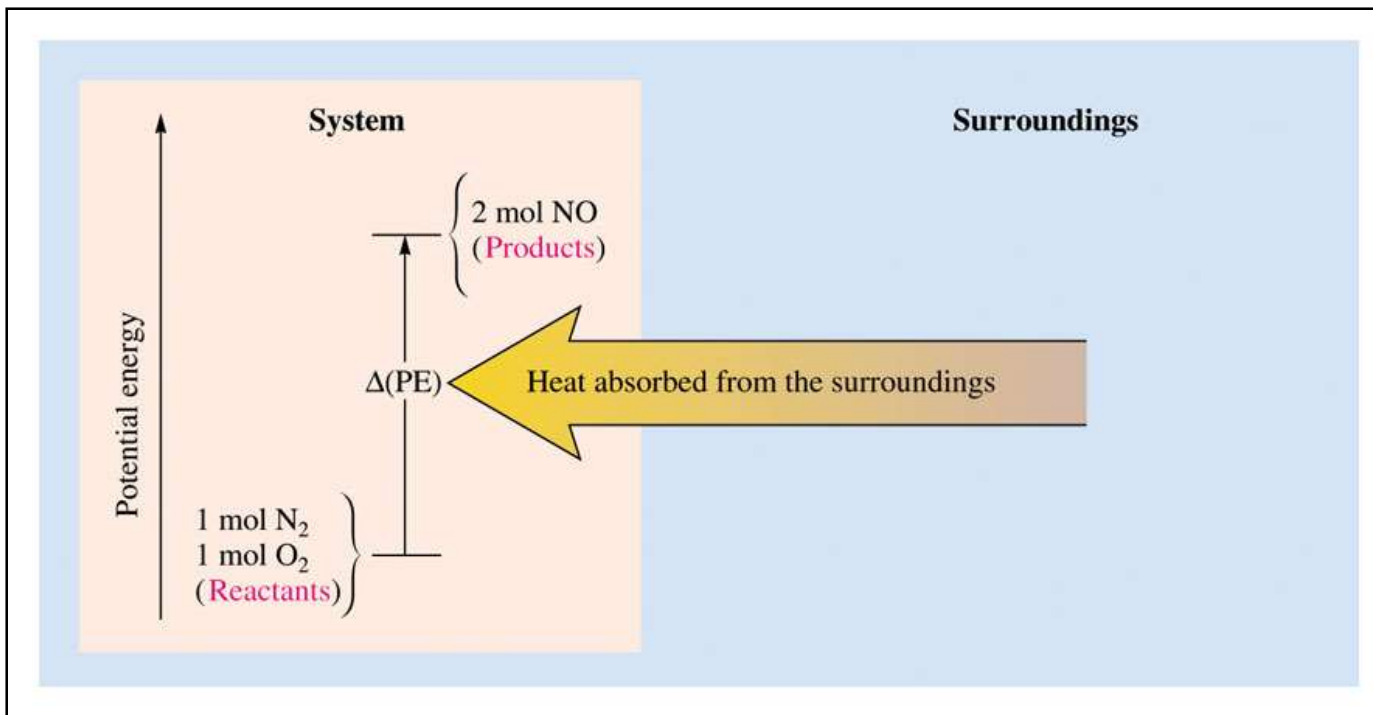 System
Surroundings
2 mol NO
(Products)
Potential energy
Δ(PE)
Heat absorbed from the surroundings
1 mol N₂
1 mol O₂
(Reactants)